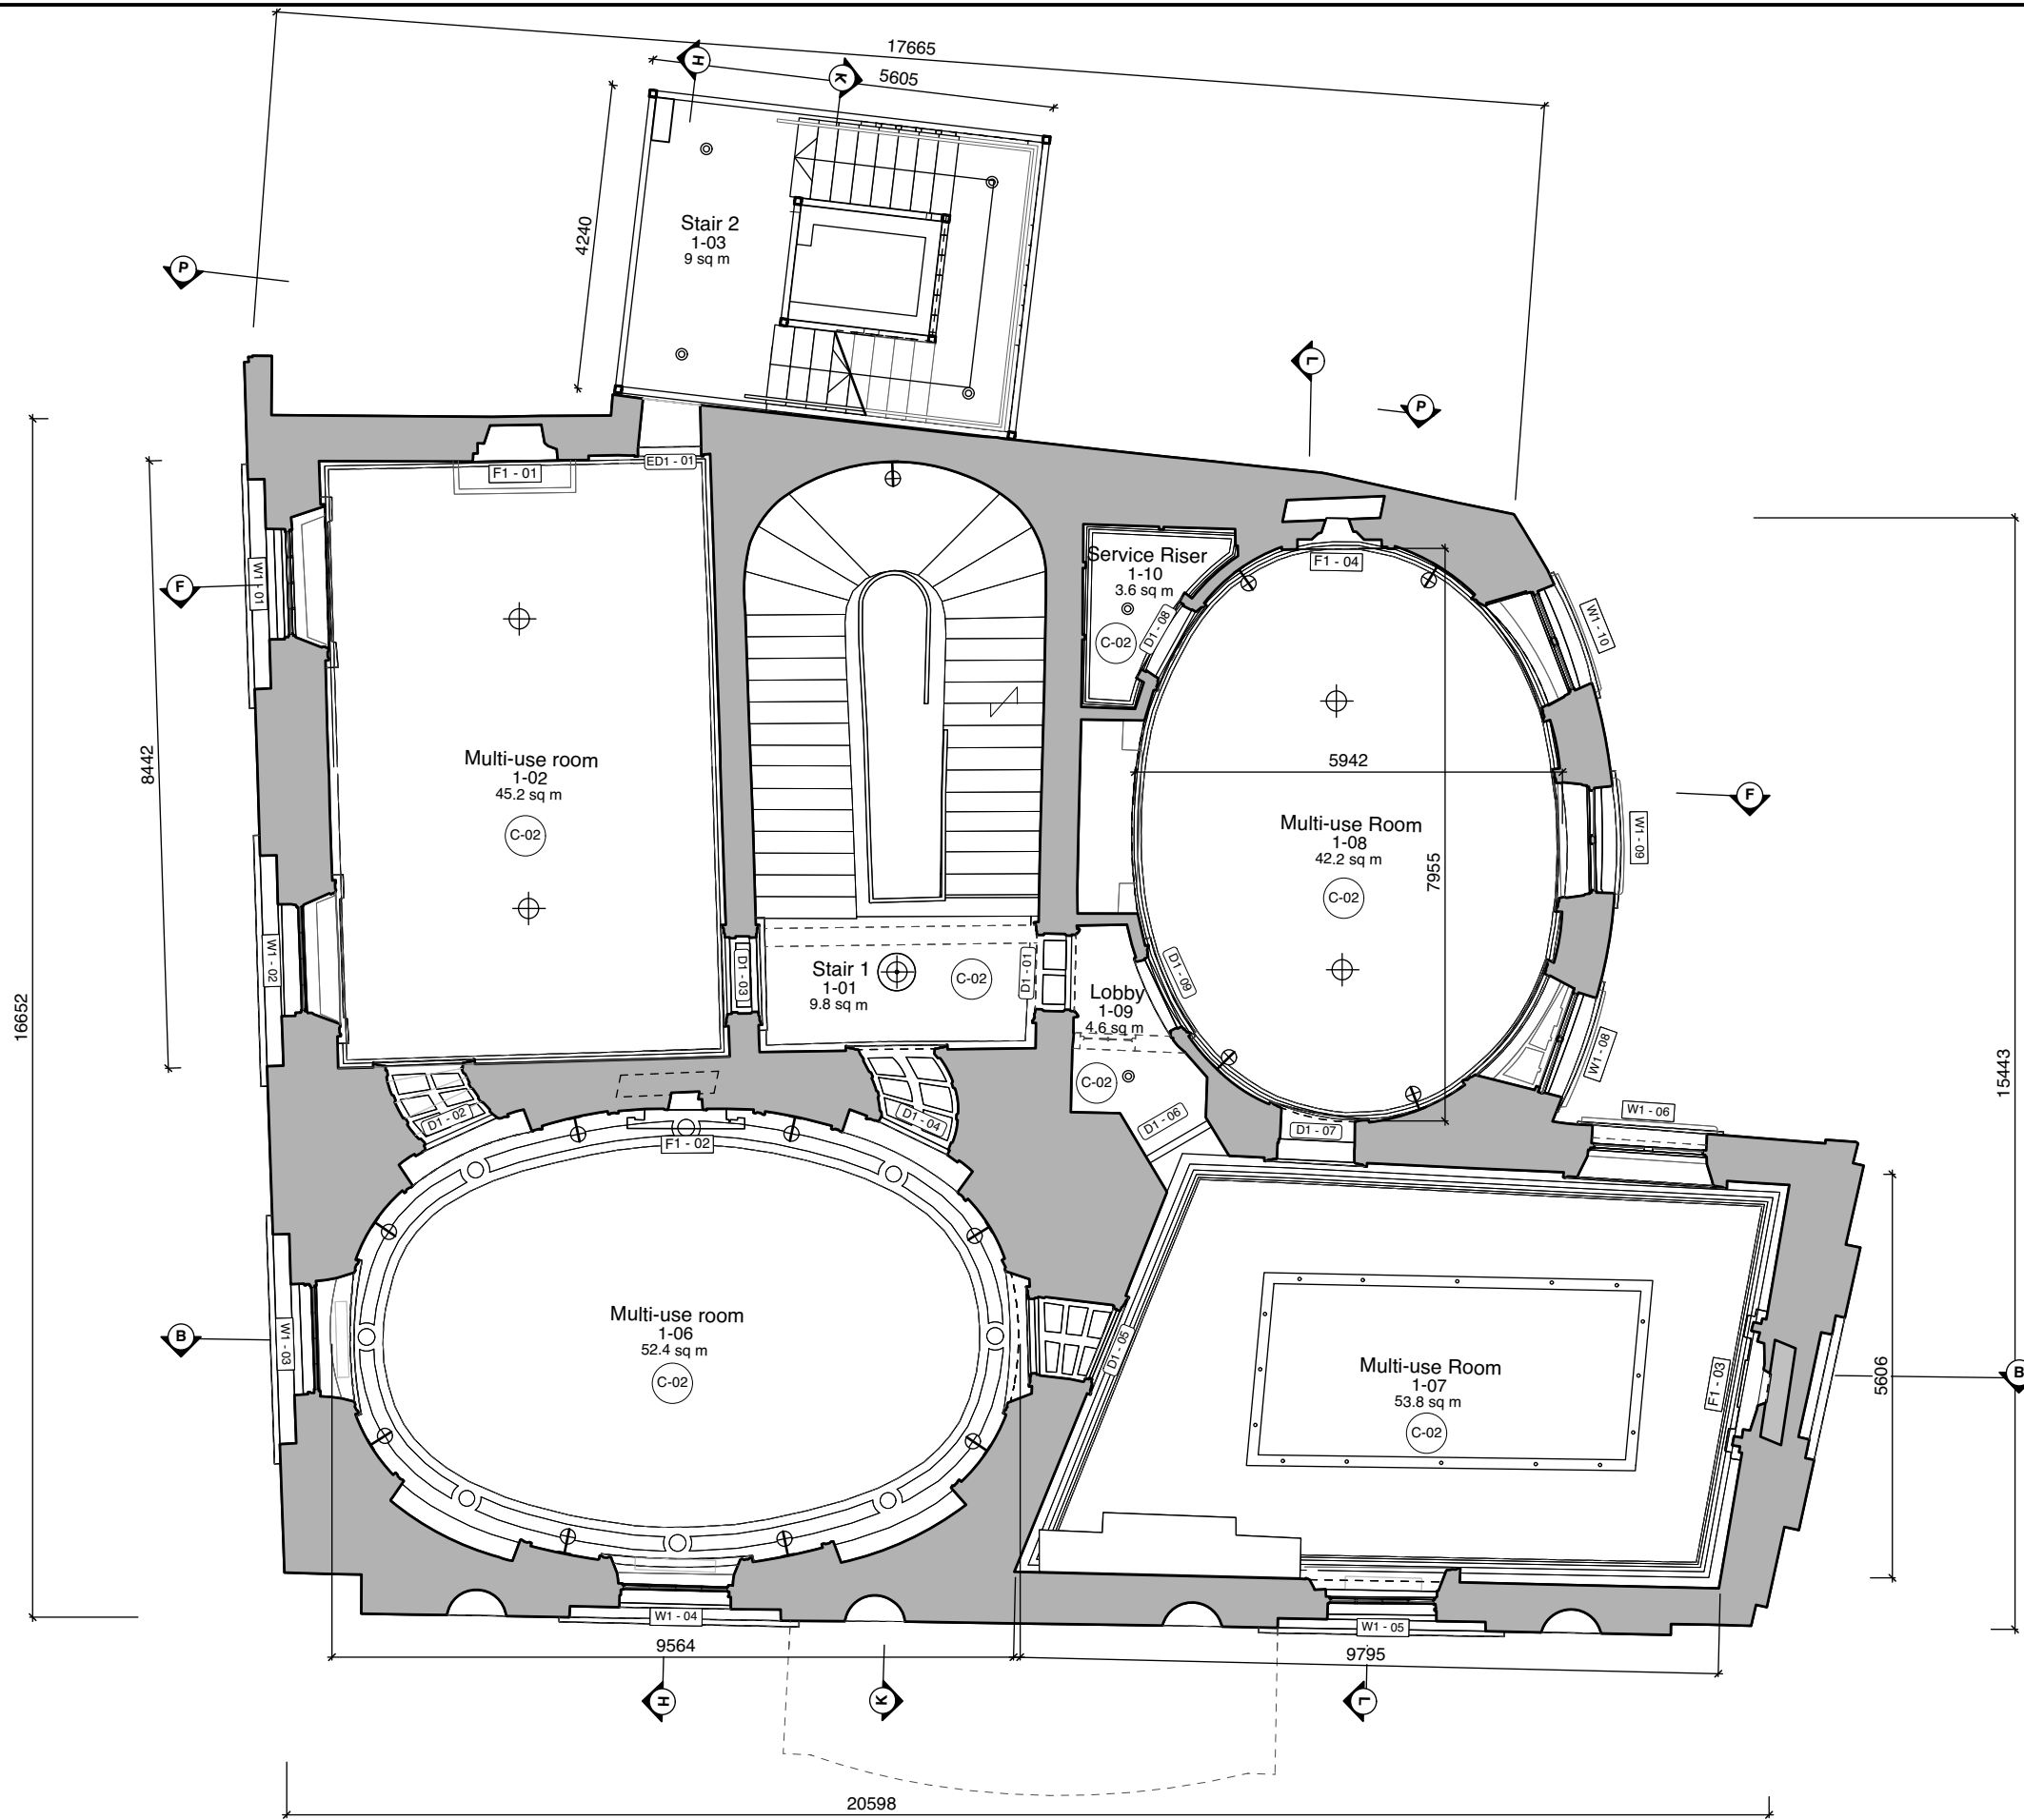 17665
H
K
5605
4240
Stair 2
1-03
9 sq m
P
L
P
F1 - 01
ED1 - 01
Service Riser
1-10
3.6 sq m
C-02
D1 - 08
F1 - 04
W1 - 10
W1 - 01
F
8442
Multi-use room
1-02
45.2 sq m
C-02
5942
F
Multi-use Room
1-08
42.2 sq m
C-02
7955
W1 - 09
W1 - 02
D1 - 03
Stair 1
1-01
9.8 sq m
C-02
D1 - 01
Lobby
1-09
4.6 sq m
C-02
D1 - 09
W1 - 08
16652
15443
D1 - 02
F1 - 02
D1 - 04
D1 - 06
D1 - 07
W1 - 06
B
W1 - 03
Multi-use room
1-06
52.4 sq m
C-02
D1 - 05
Multi-use Room
1-07
53.8 sq m
C-02
F1 - 03
5606
B
W1 - 04
W1 - 05
9564
9795
H
K
L
20598